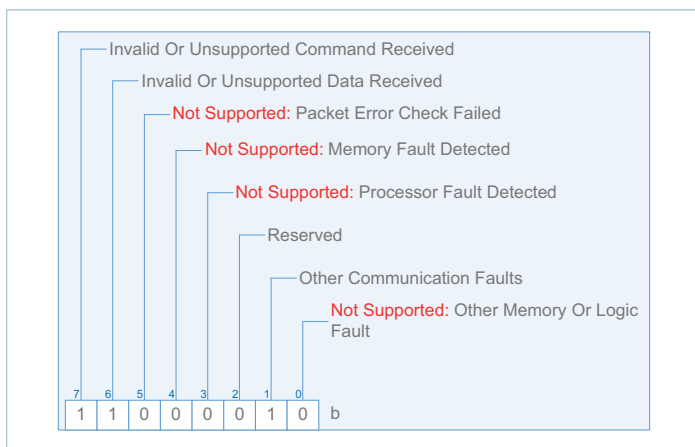 Invalid Or Unsupported Command Received
Invalid Or Unsupported Data Received
Not Supported: Packet Error Check Failed
Not Supported: Memory Fault Detected
Not Supported: Processor Fault Detected
Reserved
Other Communication Faults
Not Supported: Other Memory Or Logic
Fault
7 6 5 4 3 2 1 0
1 1 0 0 0 0 1 0 b